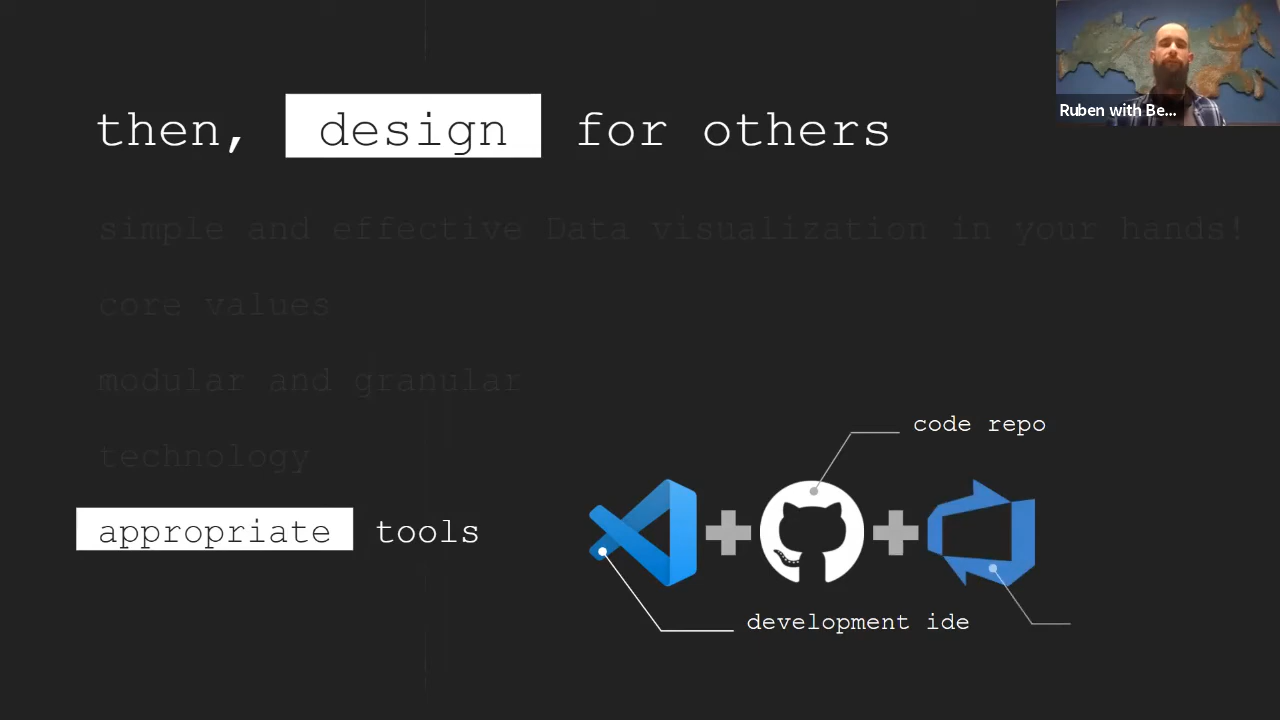 then, design for others
Ruben with Be...
simple and effective Data visualization in your hands!
core values
modular and granular
technology
appropriate tools
code repo
development ide